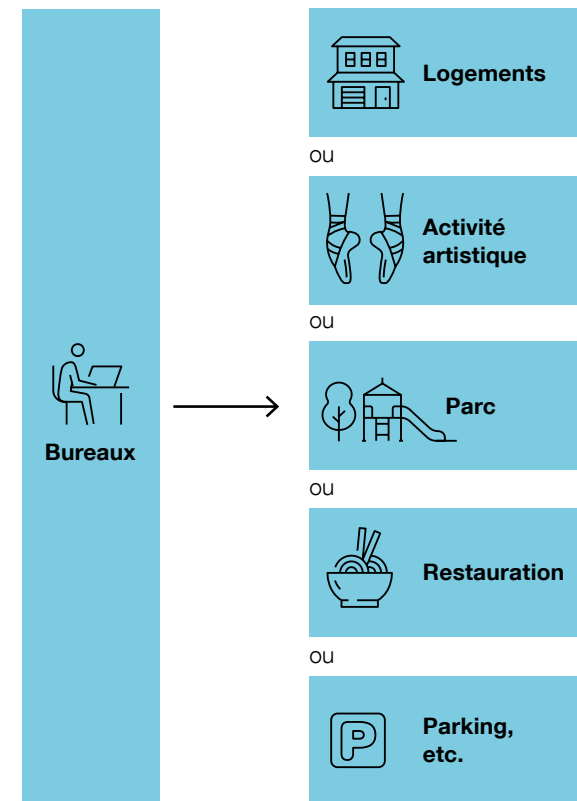 Bureaux
Logements
ou
Activité
artistique
ou
Parc
ou
Restauration
ou
P
Parking,
etc.